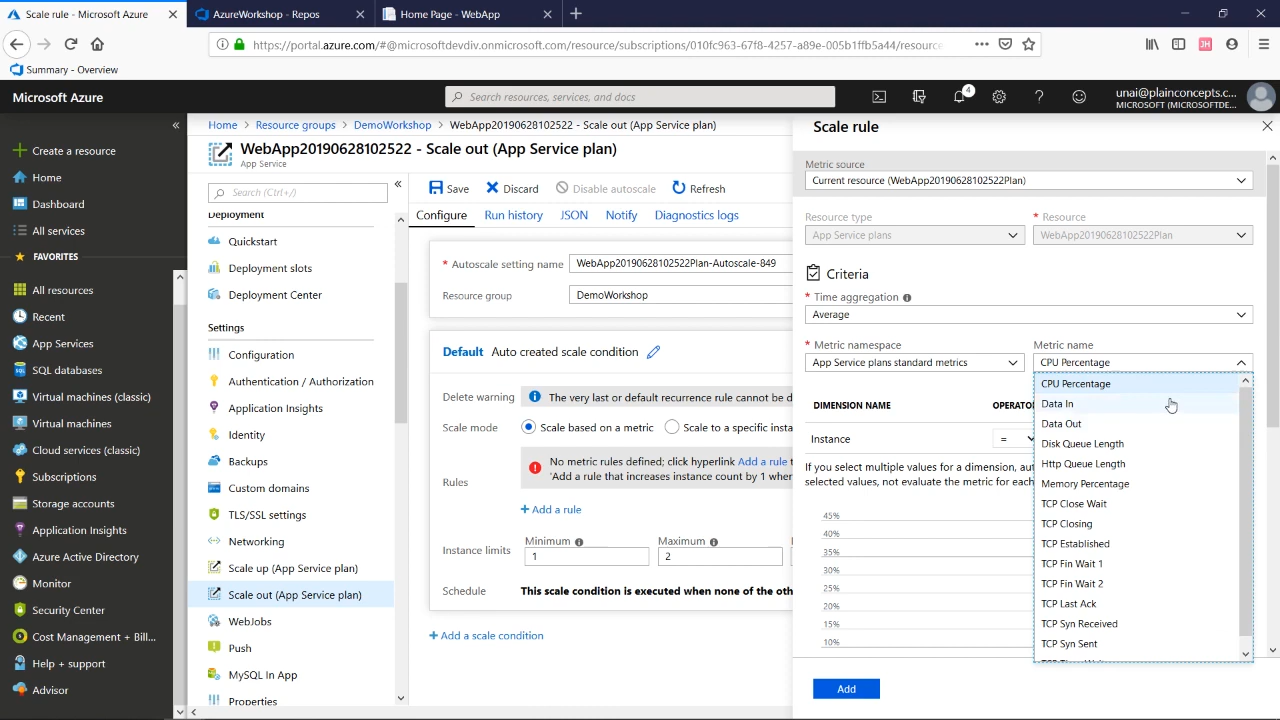 Scale rule - Microsoft Azure
AzureWorkshop - Repos
Home Page - WebApp
https://portal.azure.com/#@microsoftdevdiv.onmicrosoft.com/resource/subscriptions/010fc963-67f8-4257-a89e-005b1ffb5a44/resource
JH
Summary - Overview
Microsoft Azure
Search resources, services, and docs
4
unai@plainconcepts.c...
MICROSOFT (MICROSOFTDE...
Create a resource
Home
Dashboard
All services
FAVORITES
All resources
Recent
App Services
SQL databases
Virtual machines (classic)
Virtual machines
Cloud services (classic)
Subscriptions
Storage accounts
Application Insights
Azure Active Directory
Monitor
Security Center
Cost Management + Bill...
Help + support
Advisor
Home
Resource groups
DemoWorkshop
WebApp20190628102522 - Scale out (App Service plan)
WebApp20190628102522 - Scale out (App Service plan)
App Service
Search (Ctrl+/)
Deployment
Quickstart
Deployment slots
Deployment Center
Settings
Configuration
Authentication / Authorization
Application Insights
Identity
Backups
Custom domains
TLS/SSL settings
Networking
Scale up (App Service plan)
Scale out (App Service plan)
WebJobs
Push
MySQL In App
Properties
Save
Discard
Disable autoscale
Refresh
Configure
Run history
JSON
Notify
Diagnostics logs
* Autoscale setting name
WebApp20190628102522Plan-Autoscale-849
Resource group
DemoWorkshop
Default Auto created scale condition
Delete warning
The very last or default recurrence rule cannot be d
Scale mode
Scale based on a metric
Scale to a specific insta
Rules
No metric rules defined; click hyperlink Add a rule t
'Add a rule that increases instance count by 1 when
+ Add a rule
Instance limits
Minimum
1
Maximum
2
Schedule
This scale condition is executed when none of the oth
+ Add a scale condition
Scale rule
Metric source
Current resource (WebApp20190628102522Plan)
Resource type
App Service plans
* Resource
WebApp20190628102522Plan
Criteria
* Time aggregation
Average
* Metric namespace
App Service plans standard metrics
Metric name
CPU Percentage
CPU Percentage
Data In
Data Out
Disk Queue Length
Http Queue Length
Memory Percentage
TCP Close Wait
TCP Closing
TCP Established
TCP Fin Wait 1
TCP Fin Wait 2
TCP Last Ack
TCP Syn Received
TCP Syn Sent
DIMENSION NAME
OPERATOR
Instance
=
If you select multiple values for a dimension, aut
selected values, not evaluate the metric for each
45%
40%
35%
30%
25%
20%
15%
10%
Add